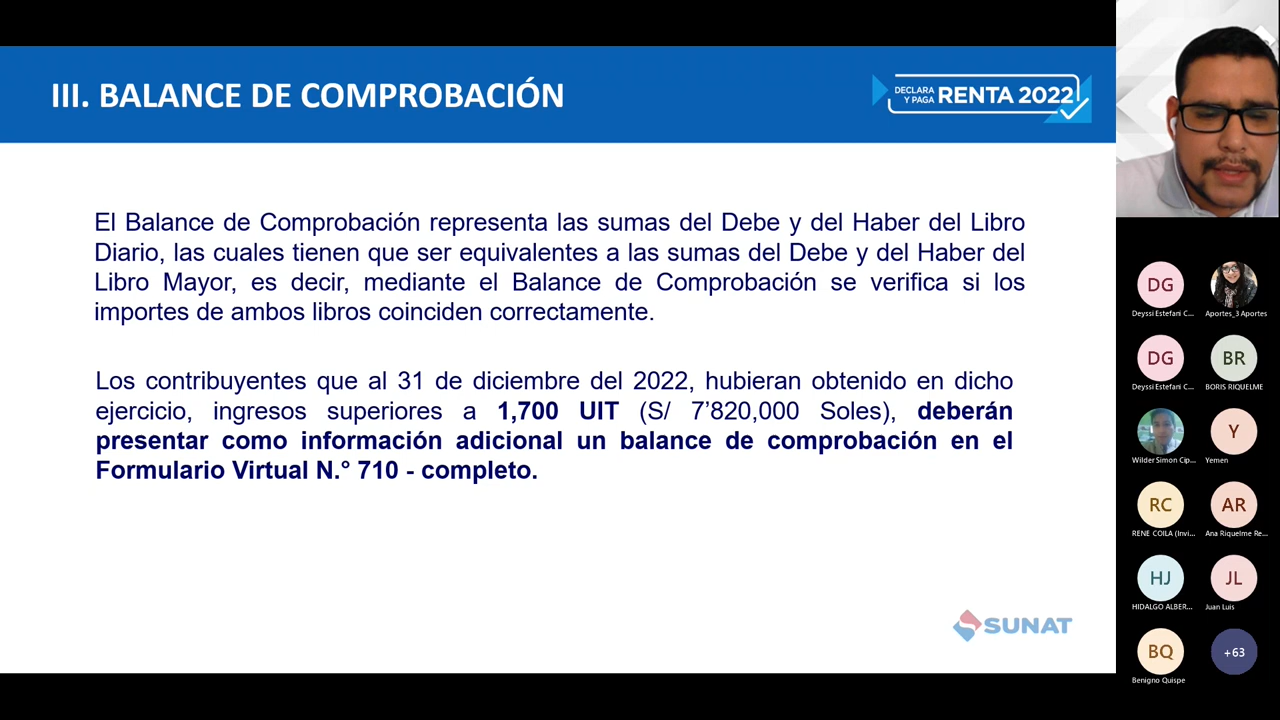 III. BALANCE DE COMPROBACIÓN
DECLARA
Y PAGA RENTA 2022
El Balance de Comprobación representa las sumas del Debe y del Haber del Libro
Diario, las cuales tienen que ser equivalentes a las sumas del Debe y del Haber del
Libro Mayor, es decir, mediante el Balance de Comprobación se verifica si los
importes de ambos libros coinciden correctamente.
Los contribuyentes que al 31 de diciembre del 2022, hubieran obtenido en dicho
ejercicio, ingresos superiores a 1,700 UIT (S/ 7’820,000 Soles), deberán
presentar como información adicional un balance de comprobación en el
Formulario Virtual N.° 710 - completo.
SUNAT
DG
Deyssi Estefani C...
Aportes_3 Aportes
DG
BR
Deyssi Estefani C...
BORIS RIQUELME
Y
Wilder Simon Cip...
Yemen
RC
AR
RENE COILA (Invi...
Ana Riquelme Re...
HJ
JL
HIDALGO ALBER...
Juan Luis
BQ
+63
Benigno Quispe